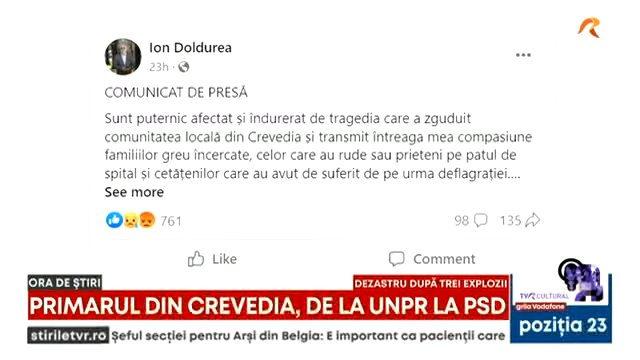 Ion Doldurea
23h
COMUNICAT DE PRESĂ
Sunt puternic afectat și îndurerat de tragedia care a zguduit
comunitatea locală din Crevedia și transmit întreaga mea compasiune
familiilor greu încercate, celor care au rude sau prieteni pe patul de
spital și cetățenilor care au avut de suferit de pe urma deflagrației....
See more
761
98
135
Like
Comment
ORA DE ȘTIRI
DEZASTRU DUPĂ TREI EXPLOZII
PRIMARUL DIN CREVEDIA, DE LA UNPR LA PSD
stiriletvr.ro
Șeful secției pentru Arși din Belgia: E important ca pacienții care
TVR CULTURAL
grila Vodafone
poziția 23